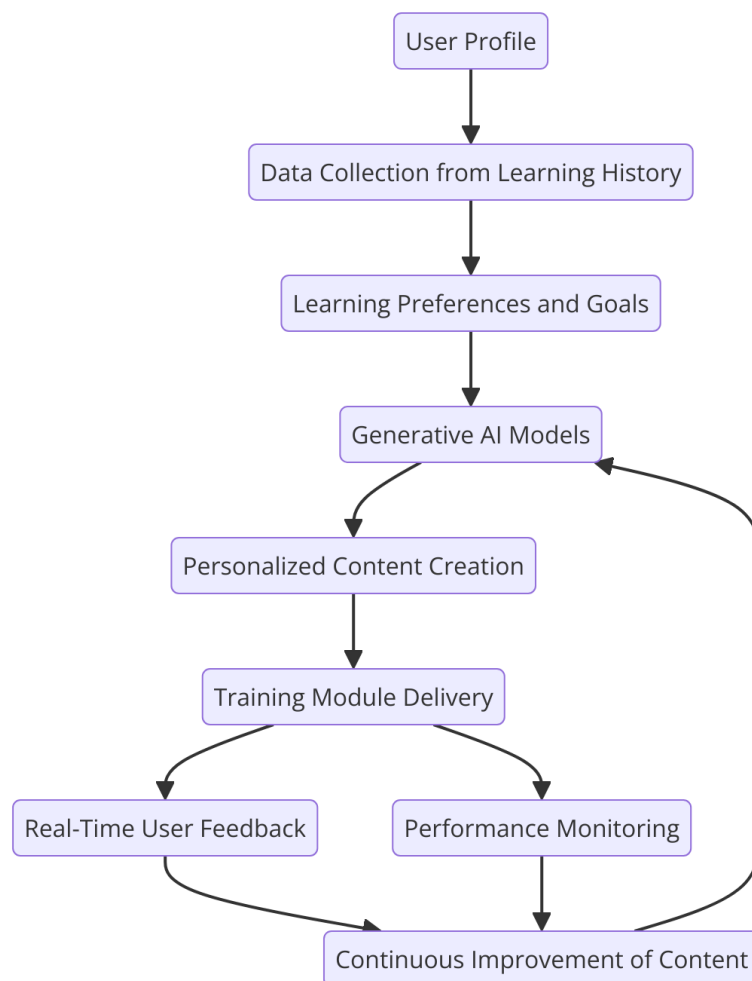 User Profile
Data Collection from Learning History
Learning Preferences and Goals
Generative AI Models
Personalized Content Creation
Training Module Delivery
Real-Time User Feedback
Performance Monitoring
Continuous Improvement of Content